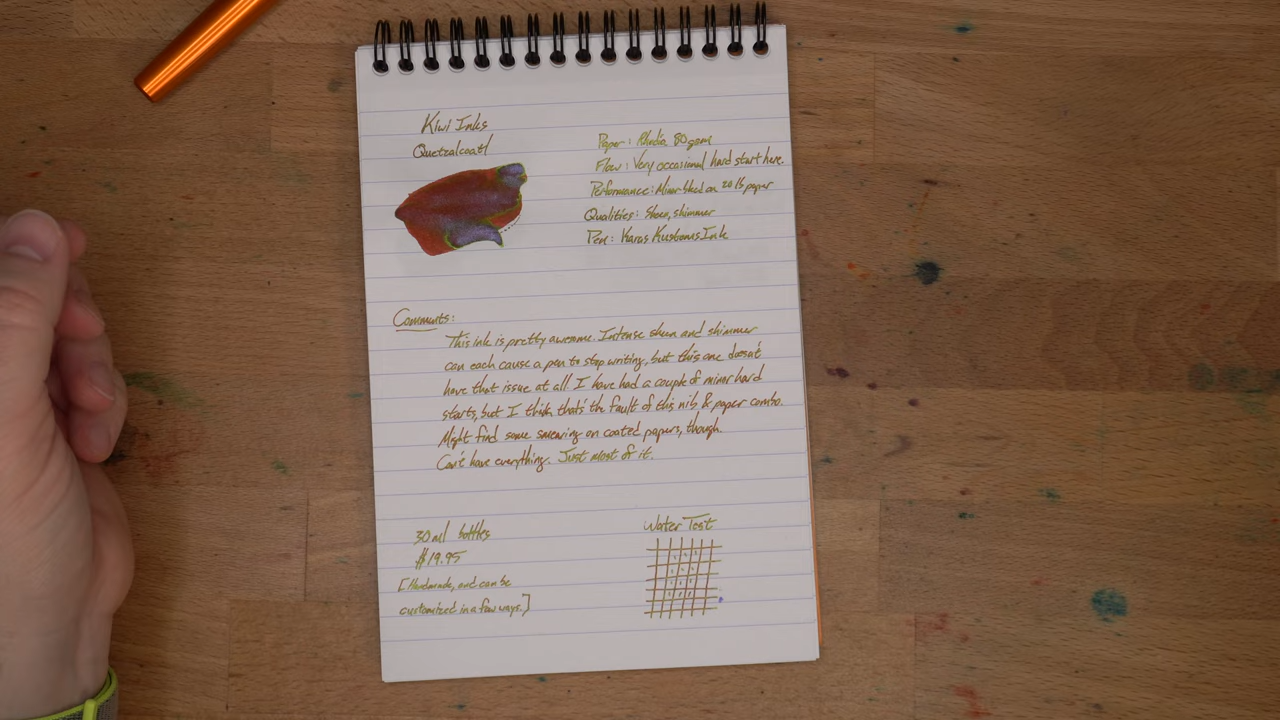 Kiwi Inks
Quetzalcoatl
Paper: Rhodia 80gsm
Flow: Very occasional hard start here.
Performance: Minor bleed on 20 lb paper
Qualities: Sheen, shimmer
Pen: Karas Kustoms Ink
Comments:
This ink is pretty awesome. Intense sheen and shimmer
can each cause a pen to stop writing, but this one doesn't
have that issue at all I have had a couple of minor hard
starts, but I think that's the fault of this nib & paper combo.
Might find some smearing on coated papers, though.
Can't have everything. Just most of it.
30 ml bottles
$19.95
[Handmade, and can be
customized in a few ways.]
Water Test